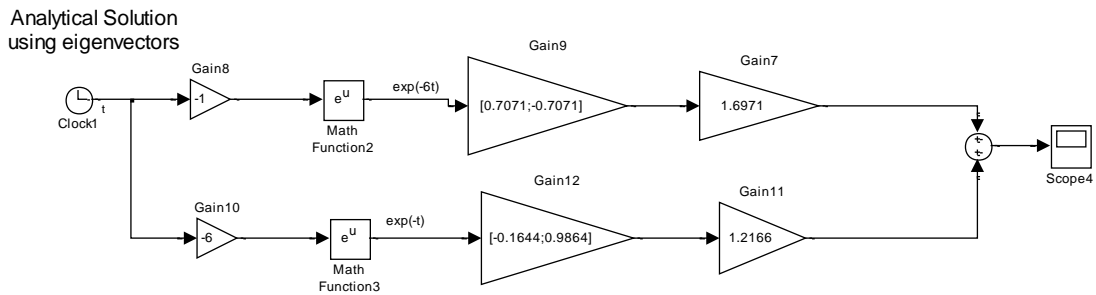 Analytical Solution
using eigenvectors
Clock1
t
Gain8
-1
e^u
Math
Function2
exp(-6t)
Gain9
[0.7071;-0.7071]
Gain7
1.6971
Scope4
Gain10
-6
e^u
Math
Function3
exp(-t)
Gain12
[-0.1644;0.9864]
Gain11
1.2166